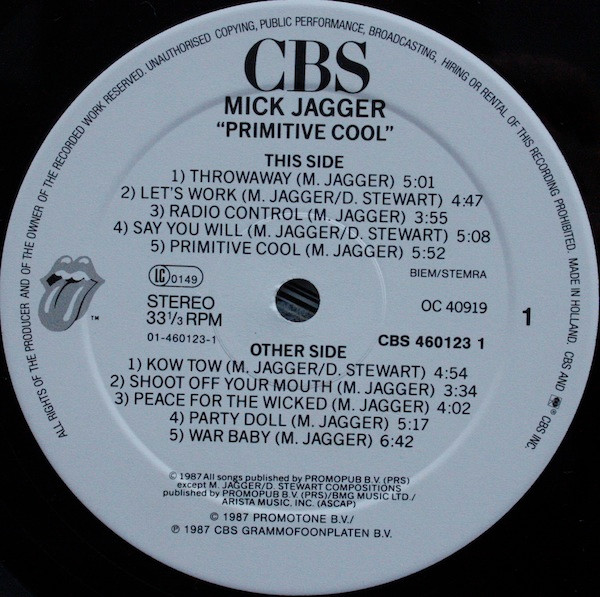 ALL RIGHTS OF THE PRODUCER AND OF THE OWNER OF THE RECORDED WORK RESERVED. UNAUTHORISED COPYING, PUBLIC PERFORMANCE, BROADCASTING, HIRING OR RENTAL OF THIS RECORDING PROHIBITED. MADE IN HOLLAND. CBS AND ® CBS INC.
CBS
MICK JAGGER
"PRIMITIVE COOL"
THIS SIDE
1) THROWAWAY (M. JAGGER) 5:01
2) LET'S WORK (M. JAGGER/D. STEWART) 4:47
3) RADIO CONTROL (M. JAGGER) 3:55
4) SAY YOU WILL (M. JAGGER/D. STEWART) 5:08
5) PRIMITIVE COOL (M. JAGGER) 5:52
LC 0149
BIEM/STEMRA
TM
STEREO
33 1/3 RPM
OC 40919
1
01-460123-1
CBS 460123 1
OTHER SIDE
1) KOW TOW (M. JAGGER/D. STEWART) 4:54
2) SHOOT OFF YOUR MOUTH (M. JAGGER) 3:34
3) PEACE FOR THE WICKED (M. JAGGER) 4:02
4) PARTY DOLL (M. JAGGER) 5:17
5) WAR BABY (M. JAGGER) 6:42
© 1987 All songs published by PROMOPUB B.V. (PRS)
except M. JAGGER/D. STEWART COMPOSITIONS
published by PROMOPUB B.V. (PRS)/BMG MUSIC LTD./
ARISTA MUSIC, INC. (ASCAP)
© 1987 PROMOTONE B.V./
℗ 1987 CBS GRAMMOFOONPLATEN B.V.